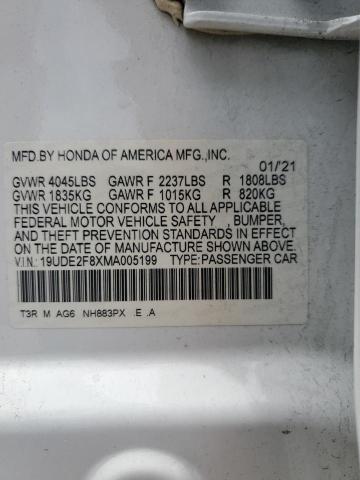 MFD.BY HONDA OF AMERICA MFG.,INC.
01/'21
GVWR 4045LBS GAWR F 2237LBS R 1808LBS
GVWR 1835KG GAWR F 1015KG R 820KG
THIS VEHICLE CONFORMS TO ALL APPLICABLE
FEDERAL MOTOR VEHICLE SAFETY , BUMPER,
AND THEFT PREVENTION STANDARDS IN EFFECT
ON THE DATE OF MANUFACTURE SHOWN ABOVE.
V.I.N: 19UDE2F8XMA005199 TYPE:PASSENGER CAR
T3R M AG6 NH883PX .E .A